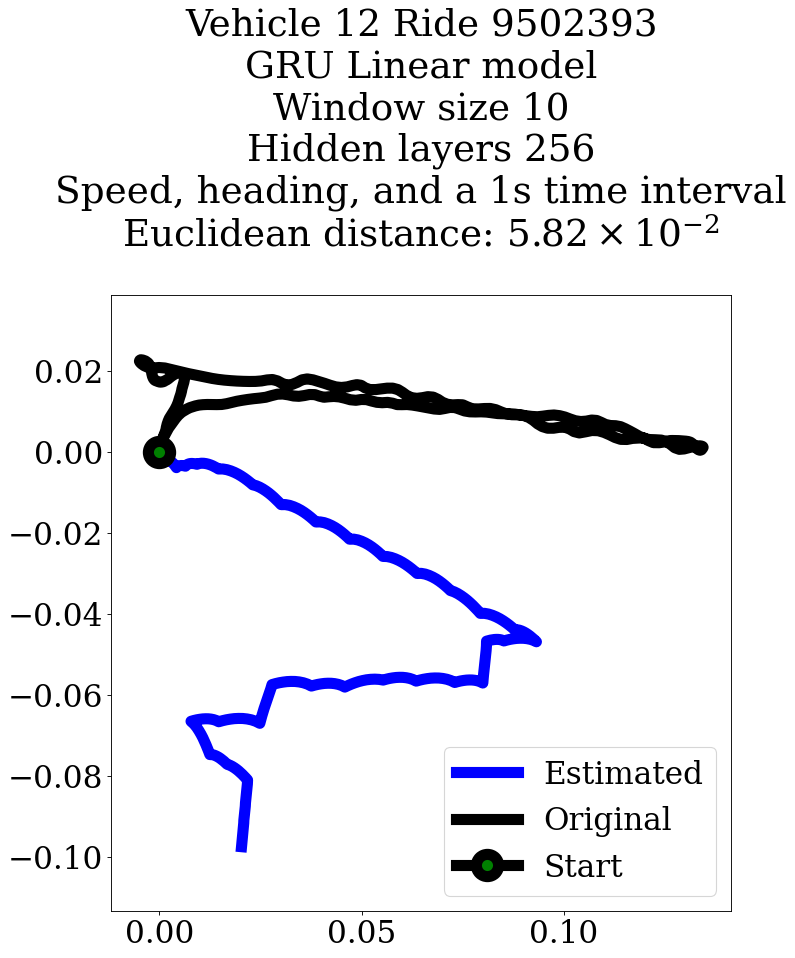 Vehicle 12 Ride 9502393
GRU Linear model
Window size 10
Hidden layers 256
Speed, heading, and a 1s time interval
Euclidean distance: 5.82 × 10⁻²
0.02
0.00
−0.02
−0.04
−0.06
−0.08
−0.10
Estimated
Original
Start
0.00 0.05 0.10